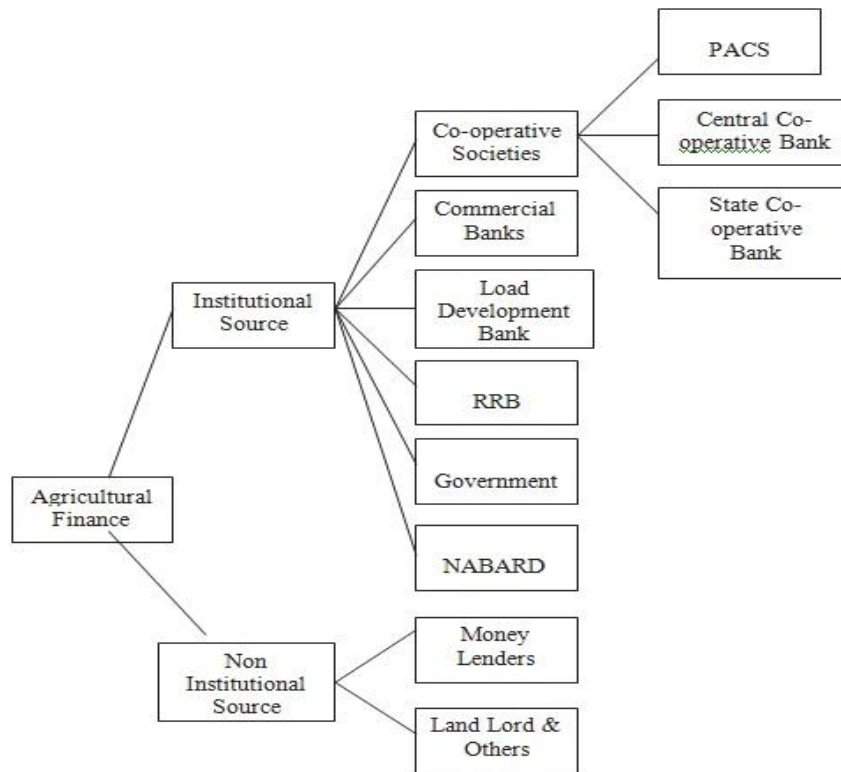 PACS
Central Co-
operative Bank
State Co-
operative
Bank
Co-operative
Societies
Commercial
Banks
Load
Development
Bank
RRB
Government
NABARD
Institutional
Source
Agricultural
Finance
Non
Institutional
Source
Money
Lenders
Land Lord &
Others